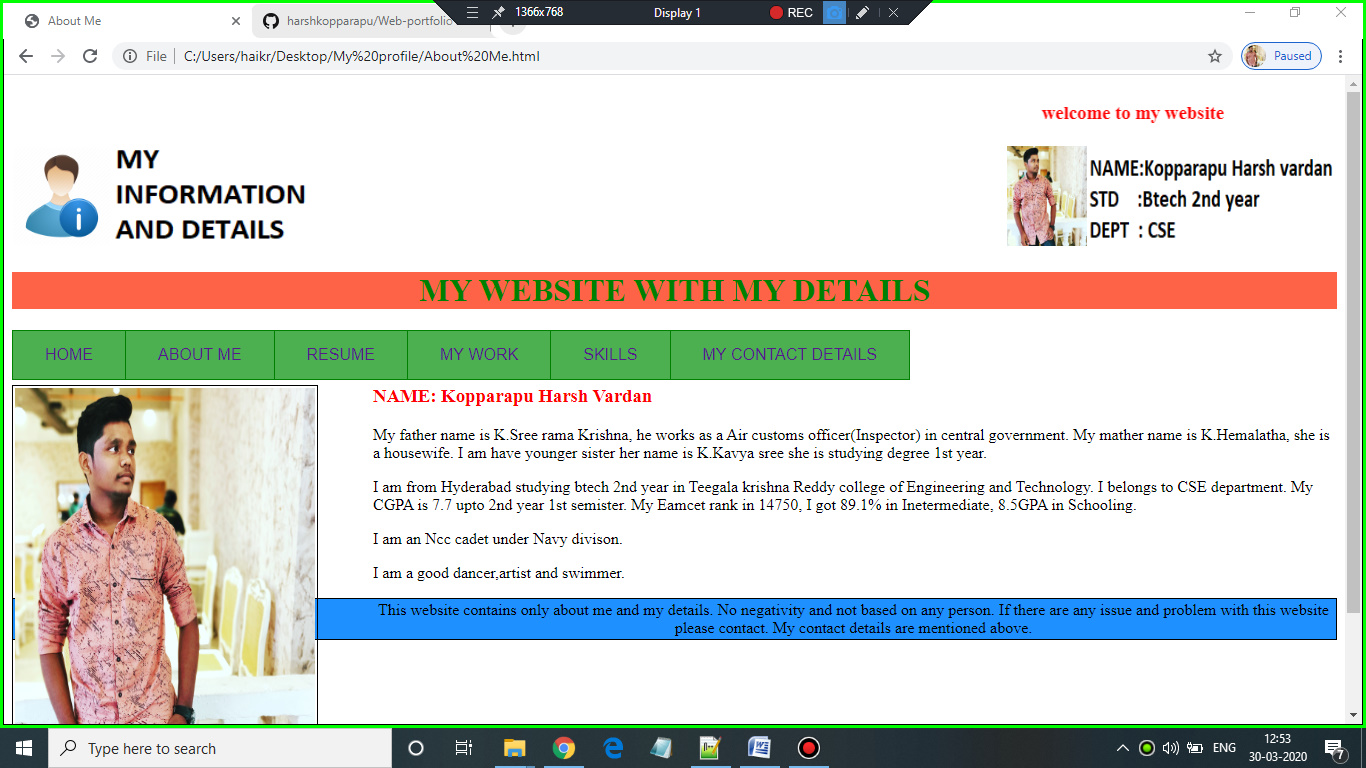 1366x768 Display 1 REC
About Me harshkopparapu/Web-portfolio
File C:/Users/haikr/Desktop/My%20profile/About%20Me.html Paused
welcome to my website
MY
INFORMATION
AND DETAILS
NAME:Kopparapu Harsh vardan
STD :Btech 2nd year
DEPT : CSE
MY WEBSITE WITH MY DETAILS
HOME ABOUT ME RESUME MY WORK SKILLS MY CONTACT DETAILS
NAME: Kopparapu Harsh Vardan
My father name is K.Sree rama Krishna, he works as a Air customs officer(Inspector) in central government. My mather name is K.Hemalatha, she is
a housewife. I am have younger sister her name is K.Kavya sree she is studying degree 1st year.
I am from Hyderabad studying btech 2nd year in Teegala krishna Reddy college of Engineering and Technology. I belongs to CSE department. My
CGPA is 7.7 upto 2nd year 1st semister. My Eamcet rank in 14750, I got 89.1% in Inetermediate, 8.5GPA in Schooling.
I am an Ncc cadet under Navy divison.
I am a good dancer,artist and swimmer.
This website contains only about me and my details. No negativity and not based on any person. If there are any issue and problem with this website
please contact. My contact details are mentioned above.
Type here to search
ENG
12:53
30-03-2020
7